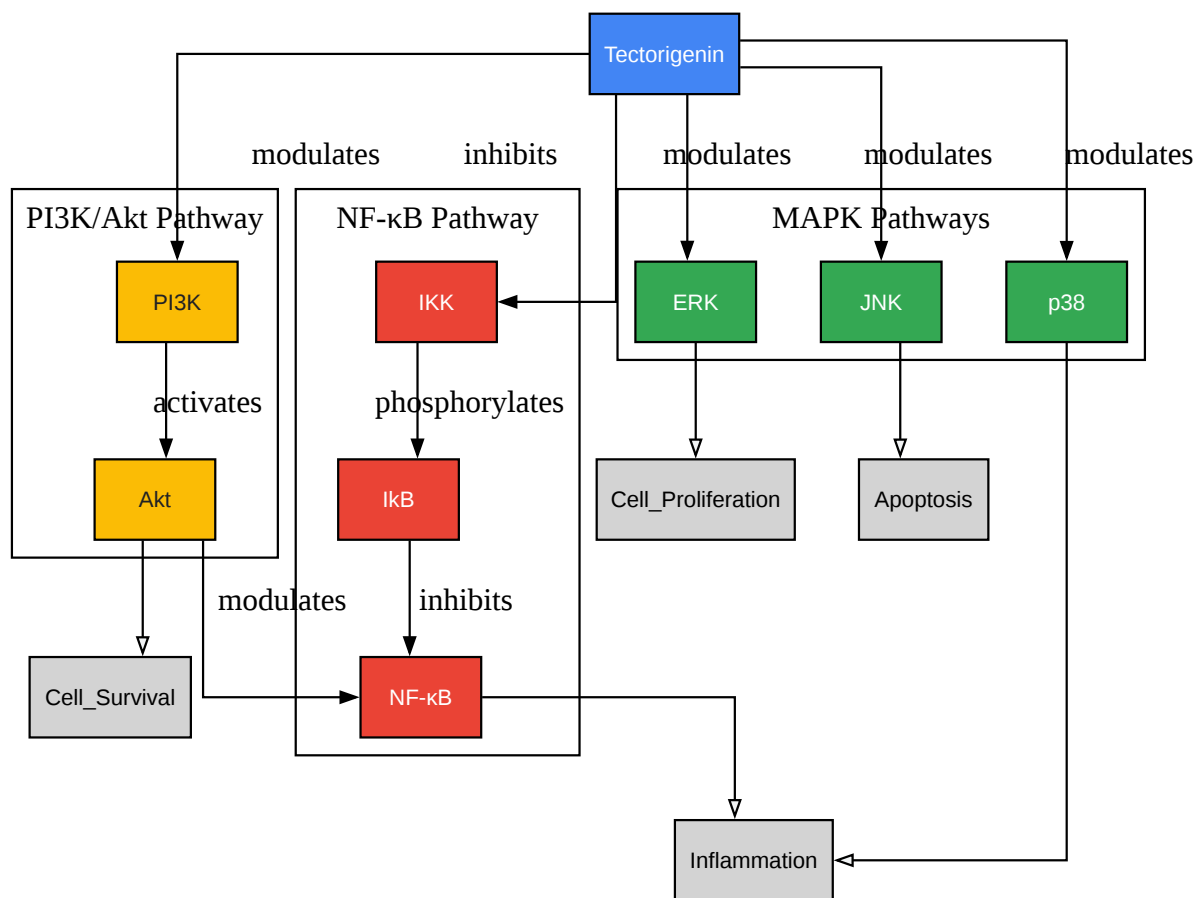 Tectorigenin
modulates
inhibits
modulates
modulates
modulates
PI3K/Akt Pathway
NF-κB Pathway
MAPK Pathways
PI3K
IKK
ERK
JNK
p38
activates
phosphorylates
Akt
IkB
Cell_Proliferation
Apoptosis
modulates
inhibits
Cell_Survival
NF-κB
Inflammation